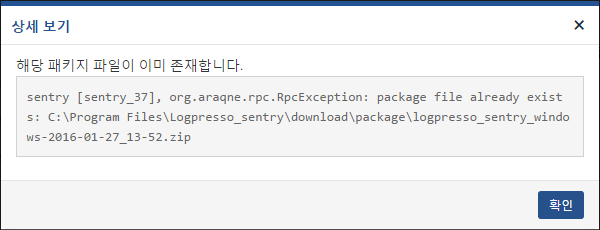 상세 보기
×
해당 패키지 파일이 이미 존재합니다.
sentry [sentry_37], org.araqne.rpc.RpcException: package file already exist
s: C:\Program Files\Logpresso_sentry\download\package\logpresso_sentry_windo
ws-2016-01-27_13-52.zip
확인